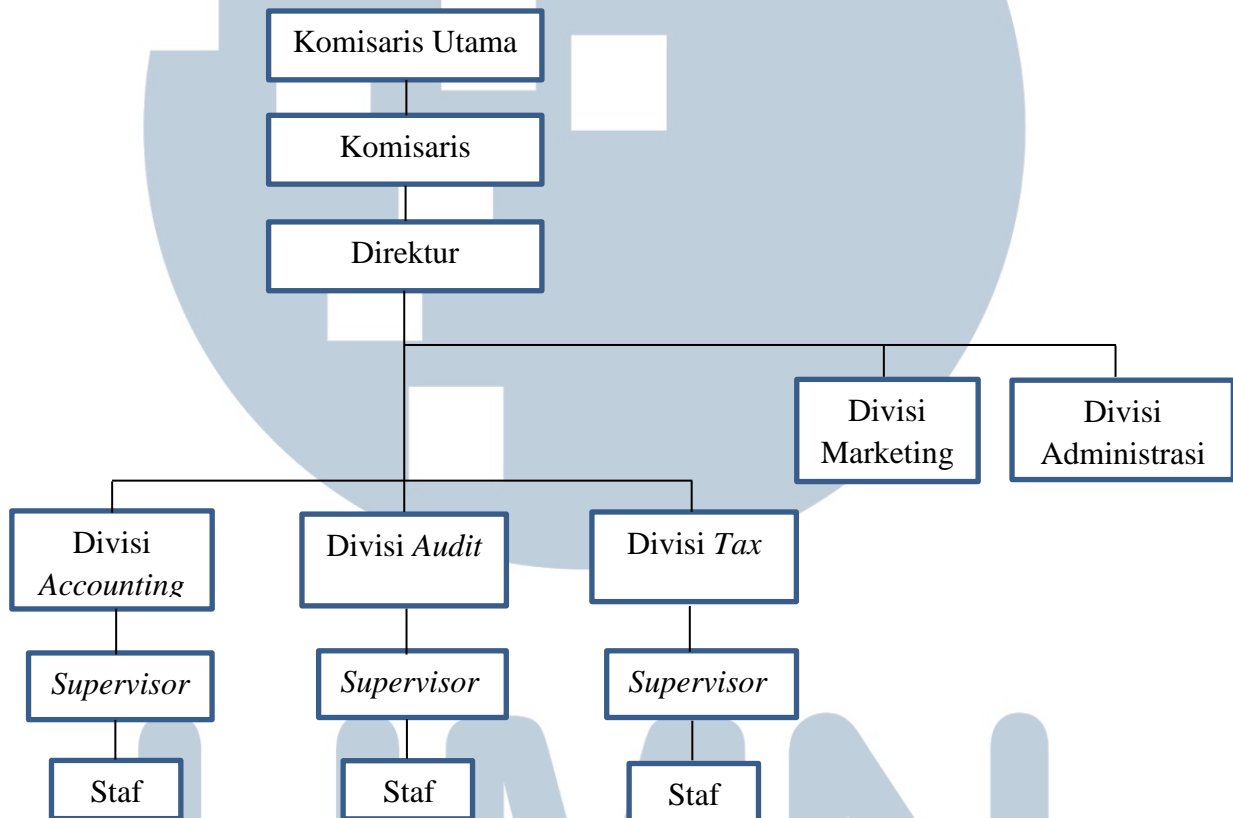 Komisaris Utama
Komisaris
Direktur
Divisi
Marketing
Divisi
Administrasi
Divisi
Accounting
Divisi Audit
Divisi Tax
Supervisor
Supervisor
Supervisor
Staf
Staf
Staf